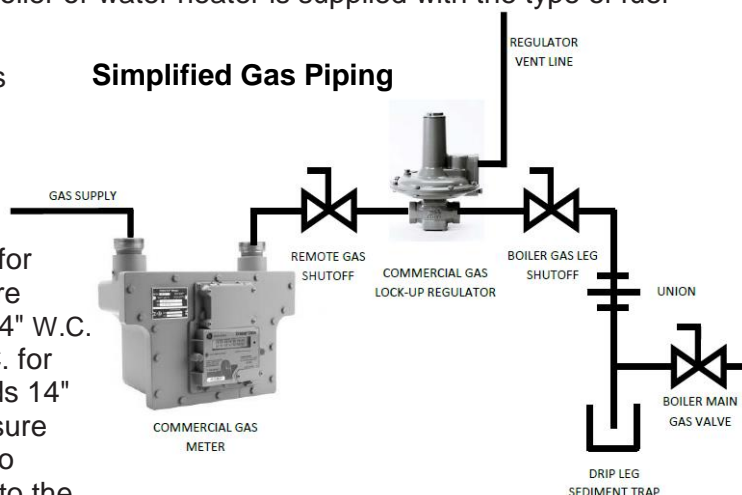 oiler or water heater is supplied with the type of fuel
s
Simplified Gas Piping
REGULATOR
VENT LINE
GAS SUPPLY
for
re
4" W.C.
C. for
ds 14"
sure
o
to the
REMOTE GAS
SHUTOFF
COMMERCIAL GAS
LOCK-UP REGULATOR
BOILER GAS LEG
SHUTOFF
UNION
BOILER MAIN
GAS VALVE
COMMERCIAL GAS
METER
DRIP LEG
SEDIMENT TRAP